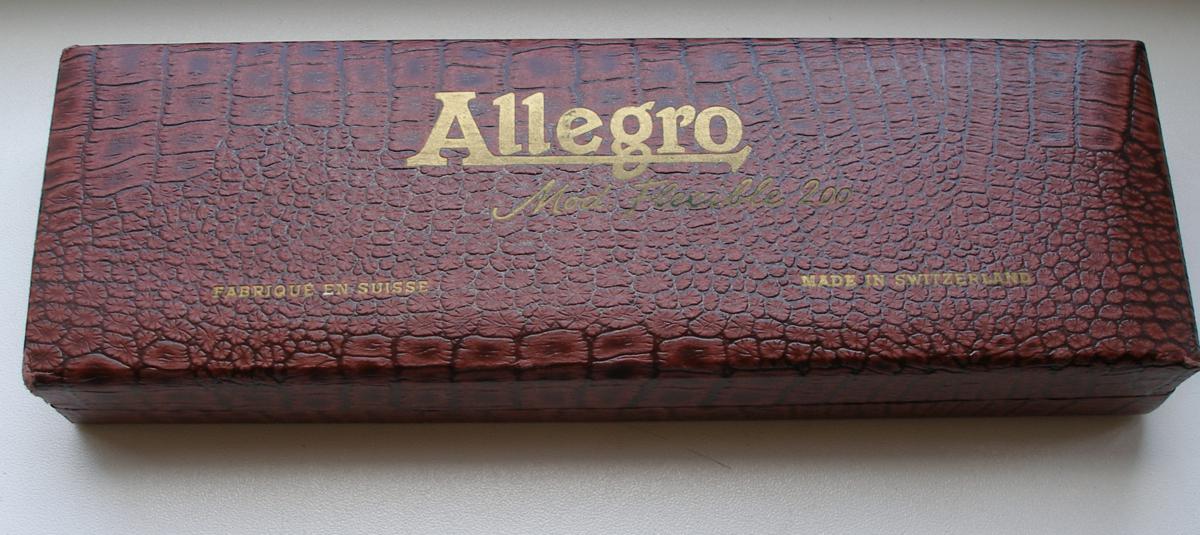 Allegro
Mod Flexible 200
FABRIQUÉ EN SUISSE
MADE IN SWITZERLAND